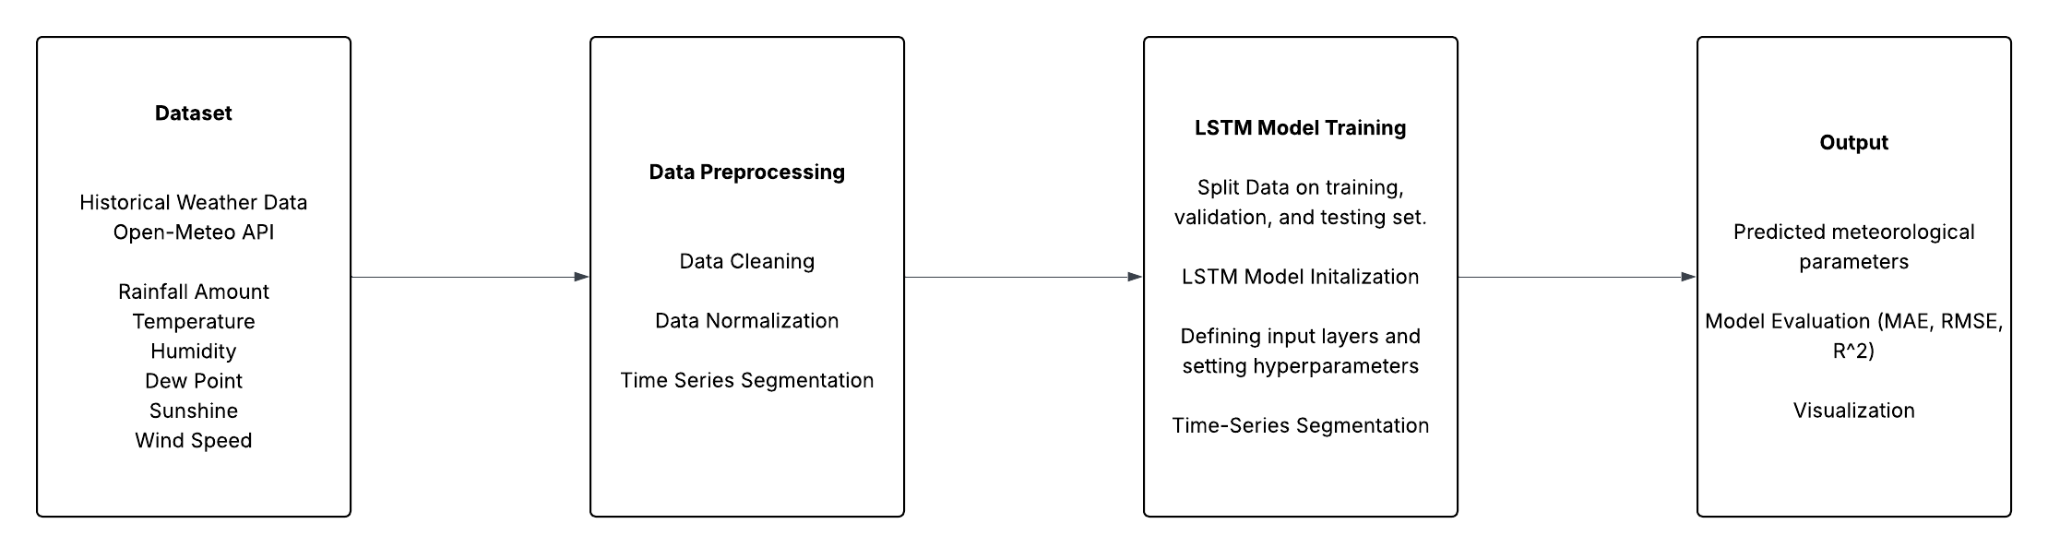 Dataset
Historical Weather Data
Open-Meteo API
Rainfall Amount
Temperature
Humidity
Dew Point
Sunshine
Wind Speed
Data Preprocessing
Data Cleaning
Data Normalization
Time Series Segmentation
LSTM Model Training
Split Data on training,
validation, and testing set.
LSTM Model Initalization
Defining input layers and
setting hyperparameters
Time-Series Segmentation
Output
Predicted meteorological
parameters
Model Evaluation (MAE, RMSE,
R^2)
Visualization